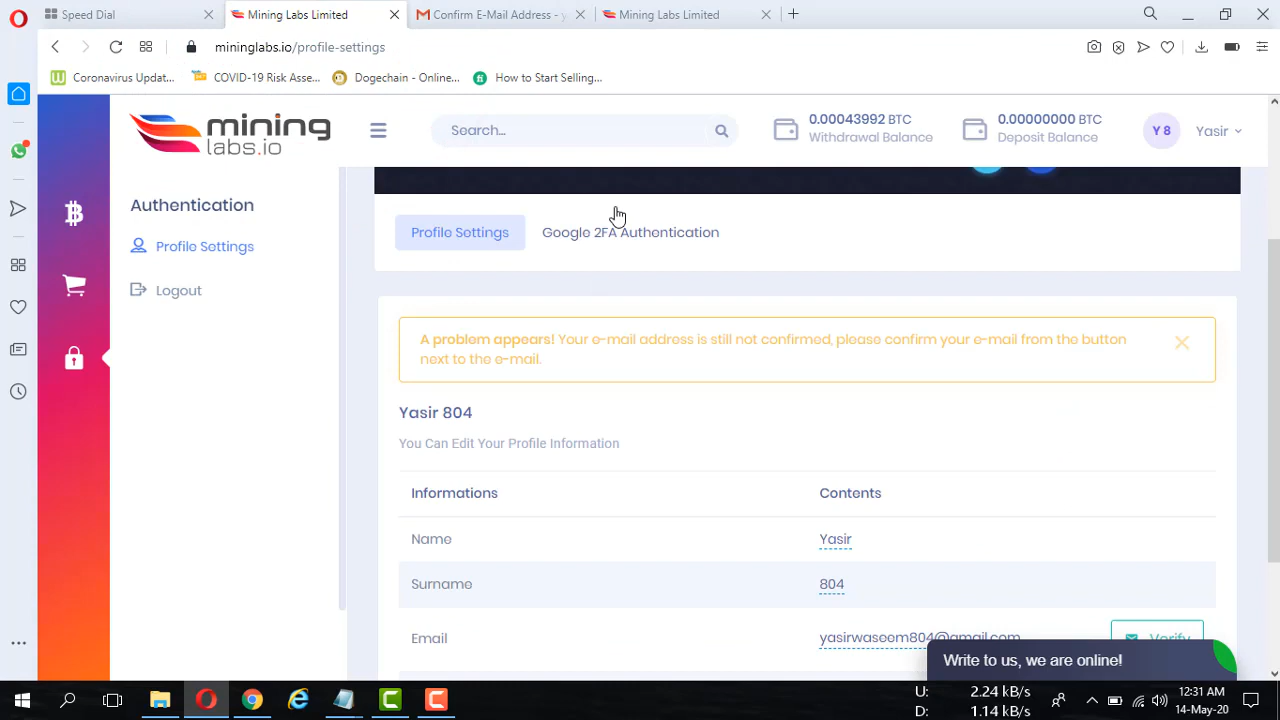 Speed Dial
Mining Labs Limited
Confirm E-Mail Address - y
Mining Labs Limited
mininglabs.io/profile-settings
Coronavirus Updat...
COVID-19 Risk Asse...
Dogechain - Online...
How to Start Selling...
mining
labs.io
Search...
0.00043992 BTC
Withdrawal Balance
0.00000000 BTC
Deposit Balance
Y 8
Yasir
Authentication
Profile Settings
Logout
Profile Settings
Google 2FA Authentication
A problem appears! Your e-mail address is still not confirmed, please confirm your e-mail from the button
next to the e-mail.
Yasir 804
You Can Edit Your Profile Information
Informations
Contents
Name
Yasir
Surname
804
Email
yasirwaseem804@gmail.com
Verify
Write to us, we are online!
U: 2.24 kB/s
D: 1.14 kB/s
12:31 AM
14-May-20